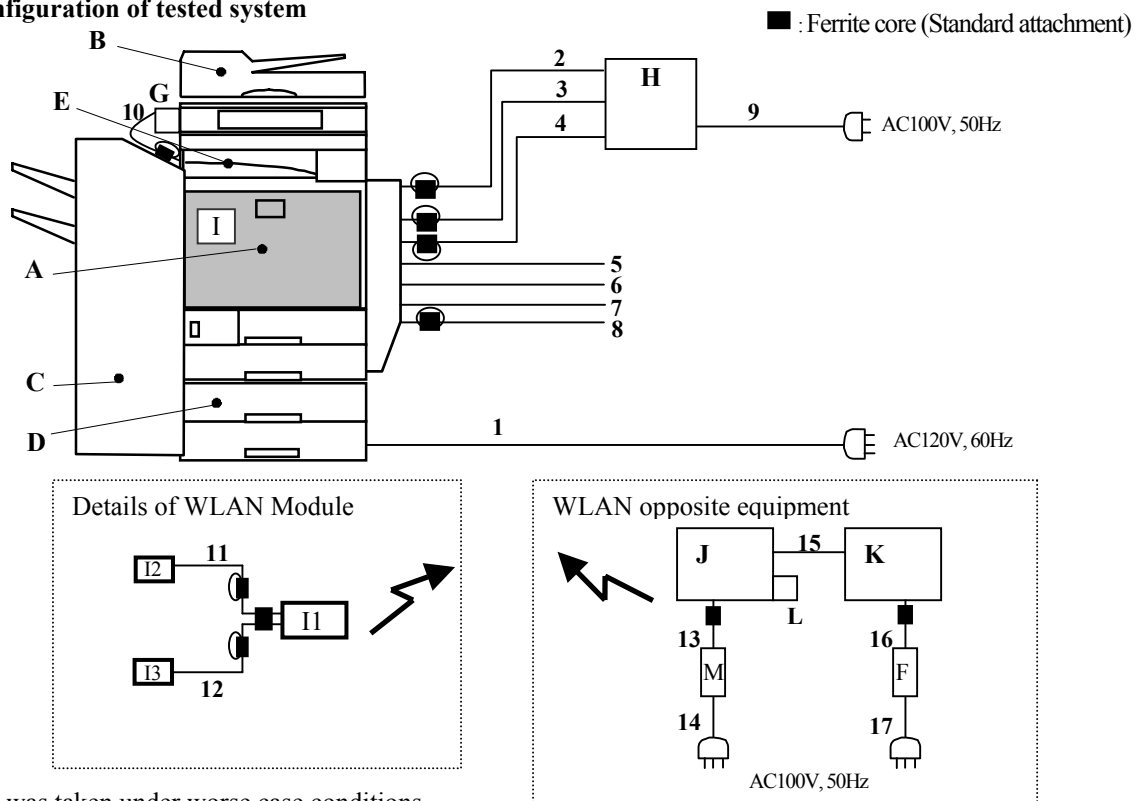 nfiguration of tested system
: Ferrite core (Standard attachment)
B
2
H
E
G
10
3
9
4
AC100V, 50Hz
I
A
5
6
7
8
C
D
1
AC120V, 60Hz
Details of WLAN Module
WLAN opposite equipment
11
I2
I1
I3
12
J
15
K
L
13
16
M
F
14
17
AC100V, 50Hz
was taken under worse case conditions